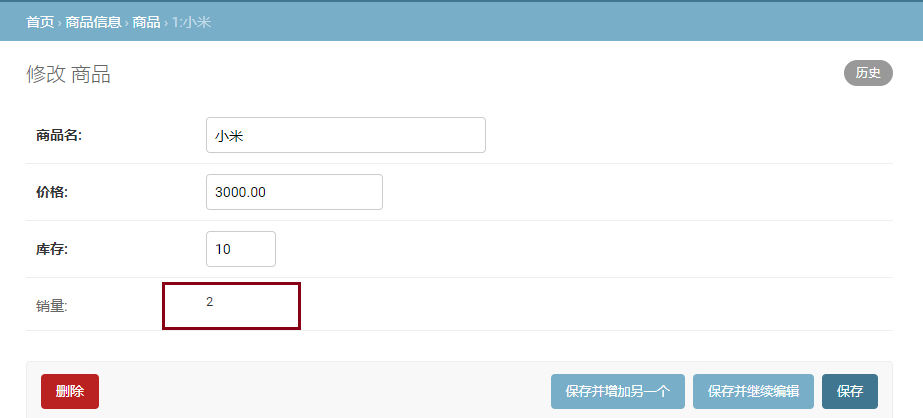 首页 › 商品信息 › 商品 › 1:小米
修改 商品
历史
商品名: 小米
价格: 3000.00
库存: 10
销量: 2
删除 保存并增加另一个 保存并继续编辑 保存